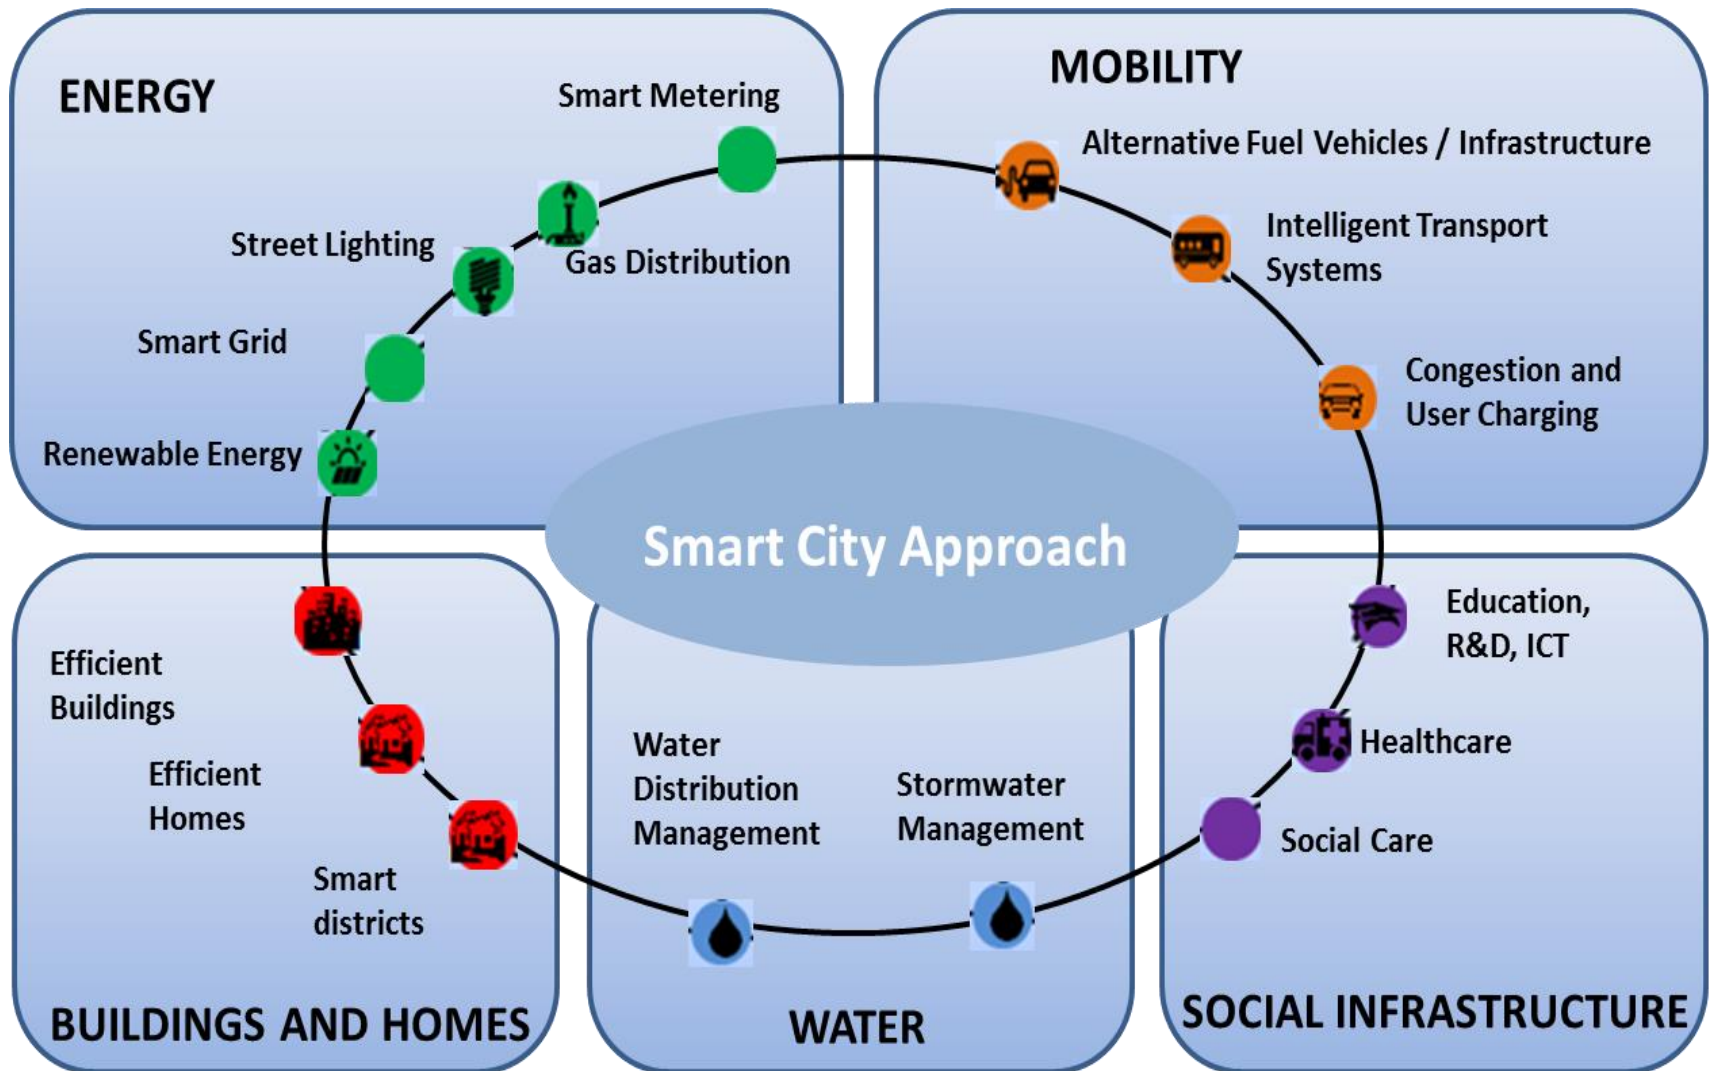 ENERGY
Smart Metering
Street Lighting
Gas Distribution
Smart Grid
Renewable Energy
MOBILITY
Alternative Fuel Vehicles / Infrastructure
Intelligent Transport
Systems
Congestion and
User Charging
Smart City Approach
Efficient
Buildings
Efficient
Homes
Smart
districts
BUILDINGS AND HOMES
Water
Distribution
Management
Stormwater
Management
WATER
Education,
R&D, ICT
Healthcare
Social Care
SOCIAL INFRASTRUCTURE